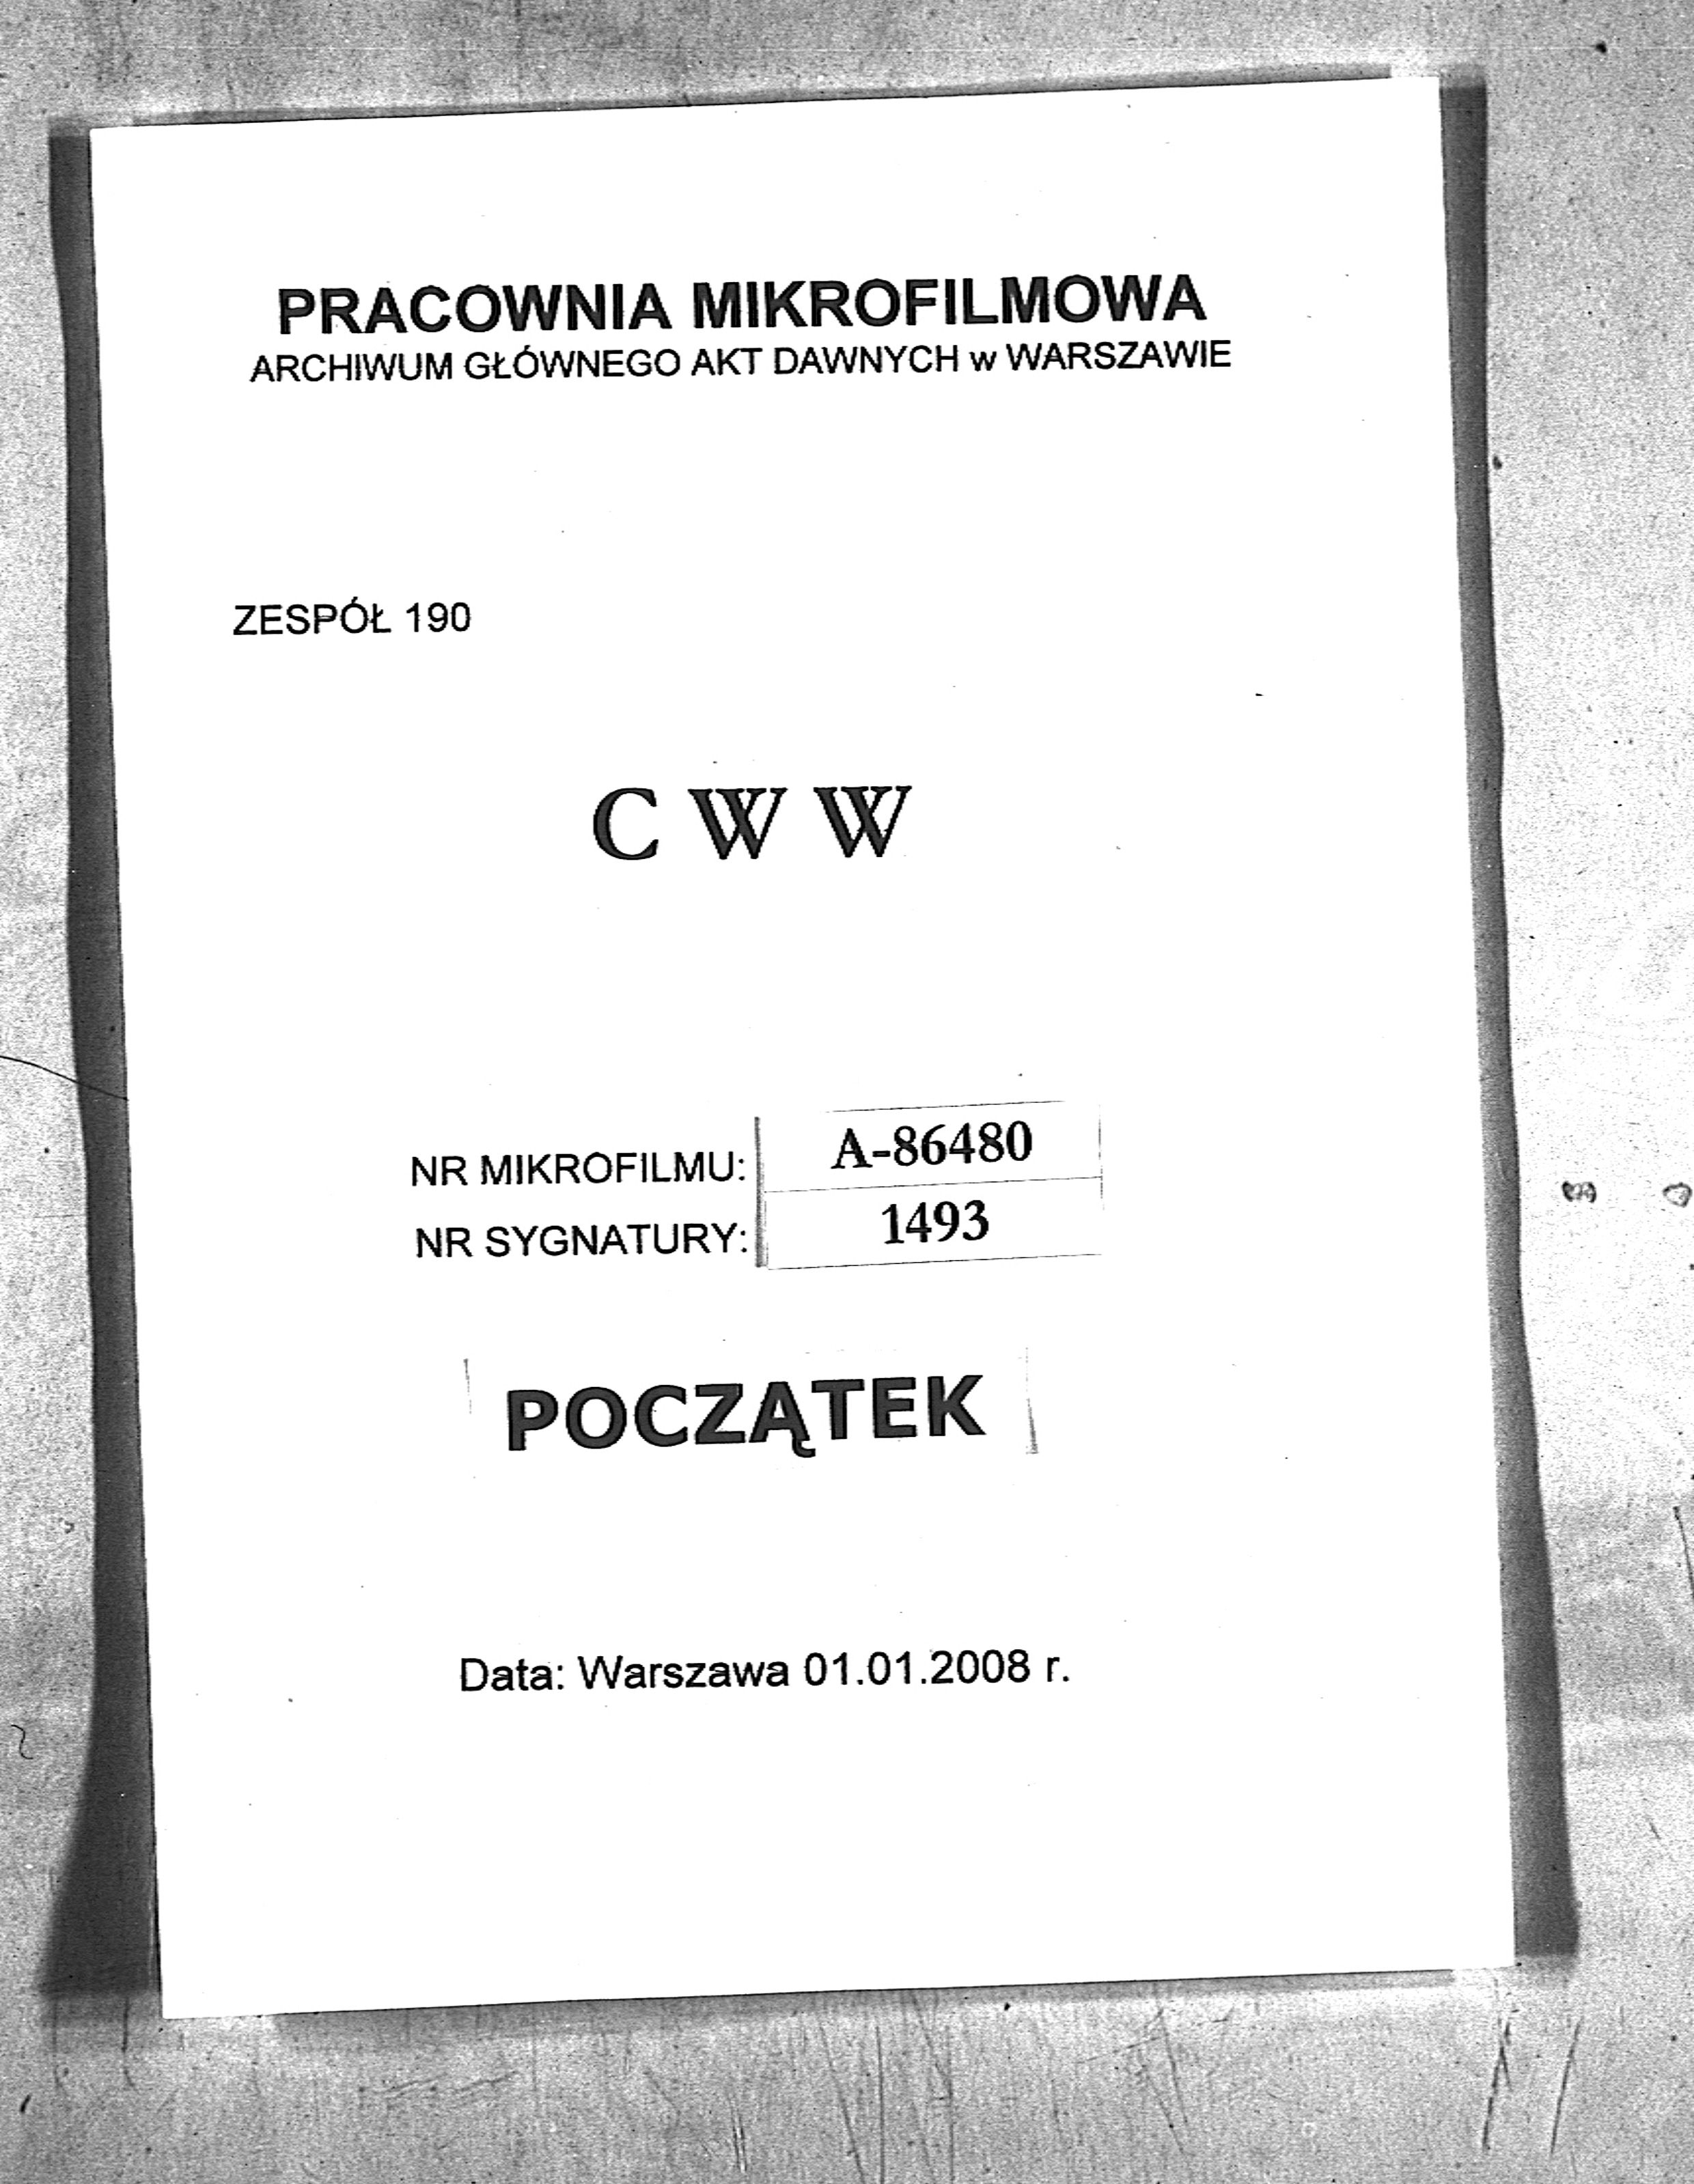 PRACOWNIA MIKROFILMOWA
ARCHIWUM GŁÓWNEGO AKT DAWNYCH w WARSZAWIE
ZESPÓŁ 190
C W W
NR MIKROFILMU: A-86480
NR SYGNATURY: 1493
POCZĄTEK
Data: Warszawa 01.01.2008 r.